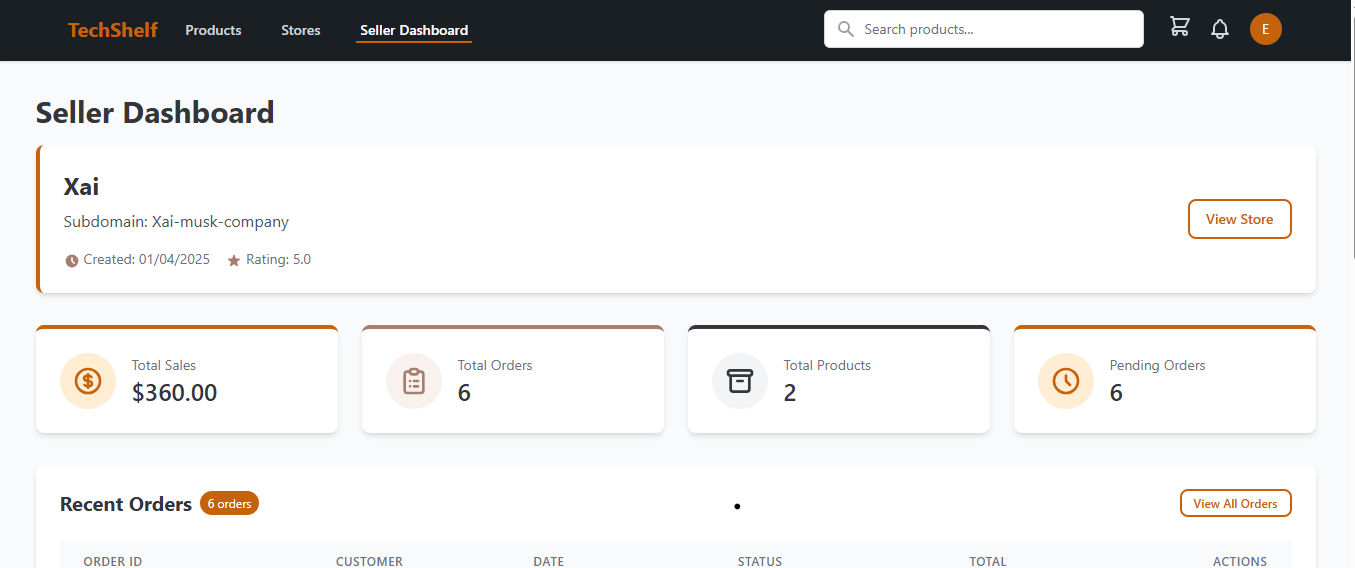 TechShelf Products Stores Seller Dashboard Search products... E
Seller Dashboard
Xai
Subdomain: Xai-musk-company
View Store
Created: 01/04/2025 Rating: 5.0
Total Sales
$360.00
Total Orders
6
Total Products
2
Pending Orders
6
Recent Orders 6 orders View All Orders
ORDER ID CUSTOMER DATE STATUS TOTAL ACTIONS